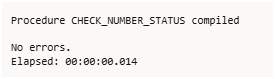 Procedure CHECK_NUMBER_STATUS compiled
No errors.
Elapsed: 00:00:00.014